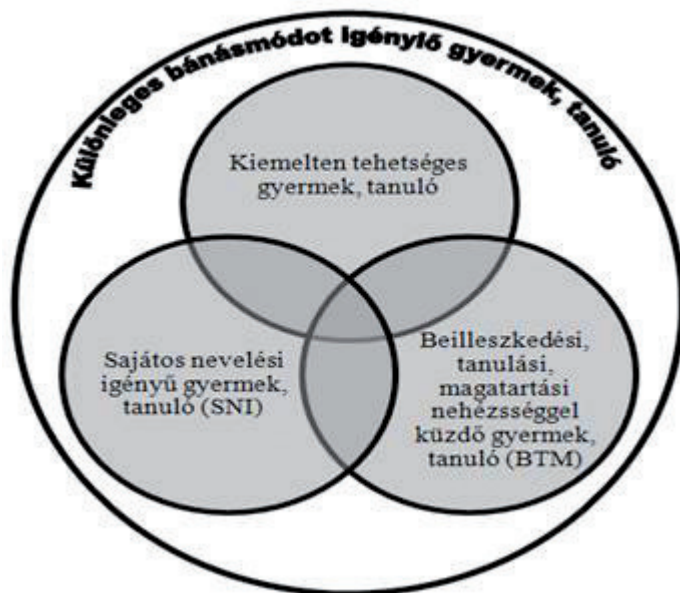 Különleges bánásmódot igénylő gyermek, tanuló
Kiemelten tehetséges
gyermek, tanuló
Sajátos nevelési
igényű gyermek,
tanuló (SNI)
Beilleszkedési,
tanulási,
magatartási
nehézsséggel
küzdő gyermek,
tanuló (BTM)